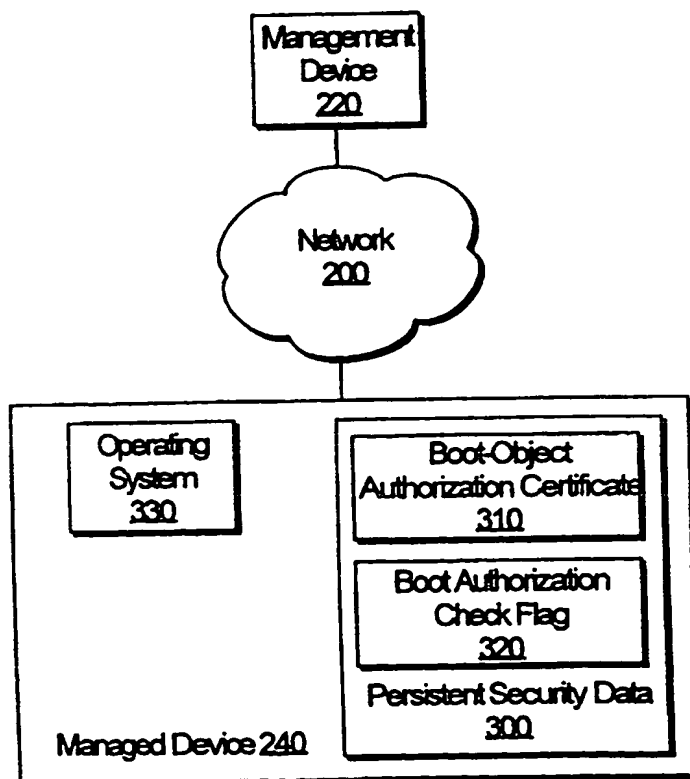 Management
Device
220
Network
200
Operating
System
330
Boot-Object
Authorization Certificate
310
Boot Authorization
Check Flag
320
Persistent Security Data
300
Managed Device 240